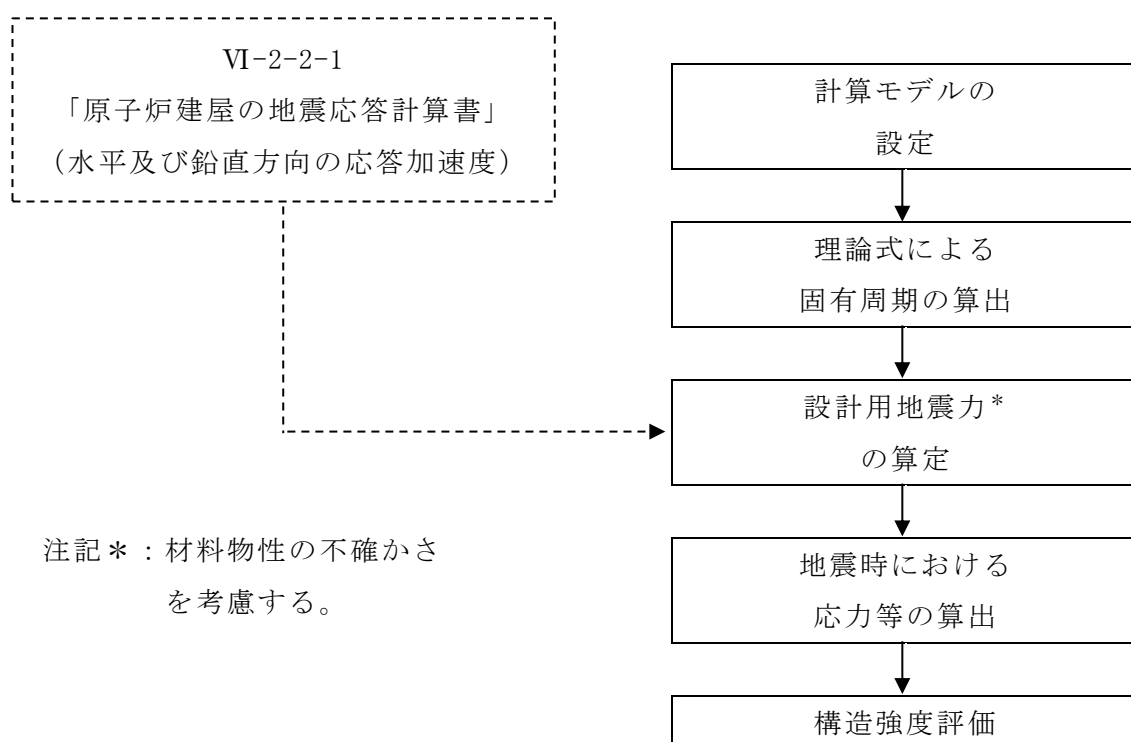 Ⅵ-2-2-1
「原子炉建屋の地震応答計算書」
(水平及び鉛直方向の応答加速度)
計算モデルの
設定
理論式による
固有周期の算出
設計用地震力*
の算定
注記*:材料物性の不確かさ
を考慮する。
地震時における
応力等の算出
構造強度評価